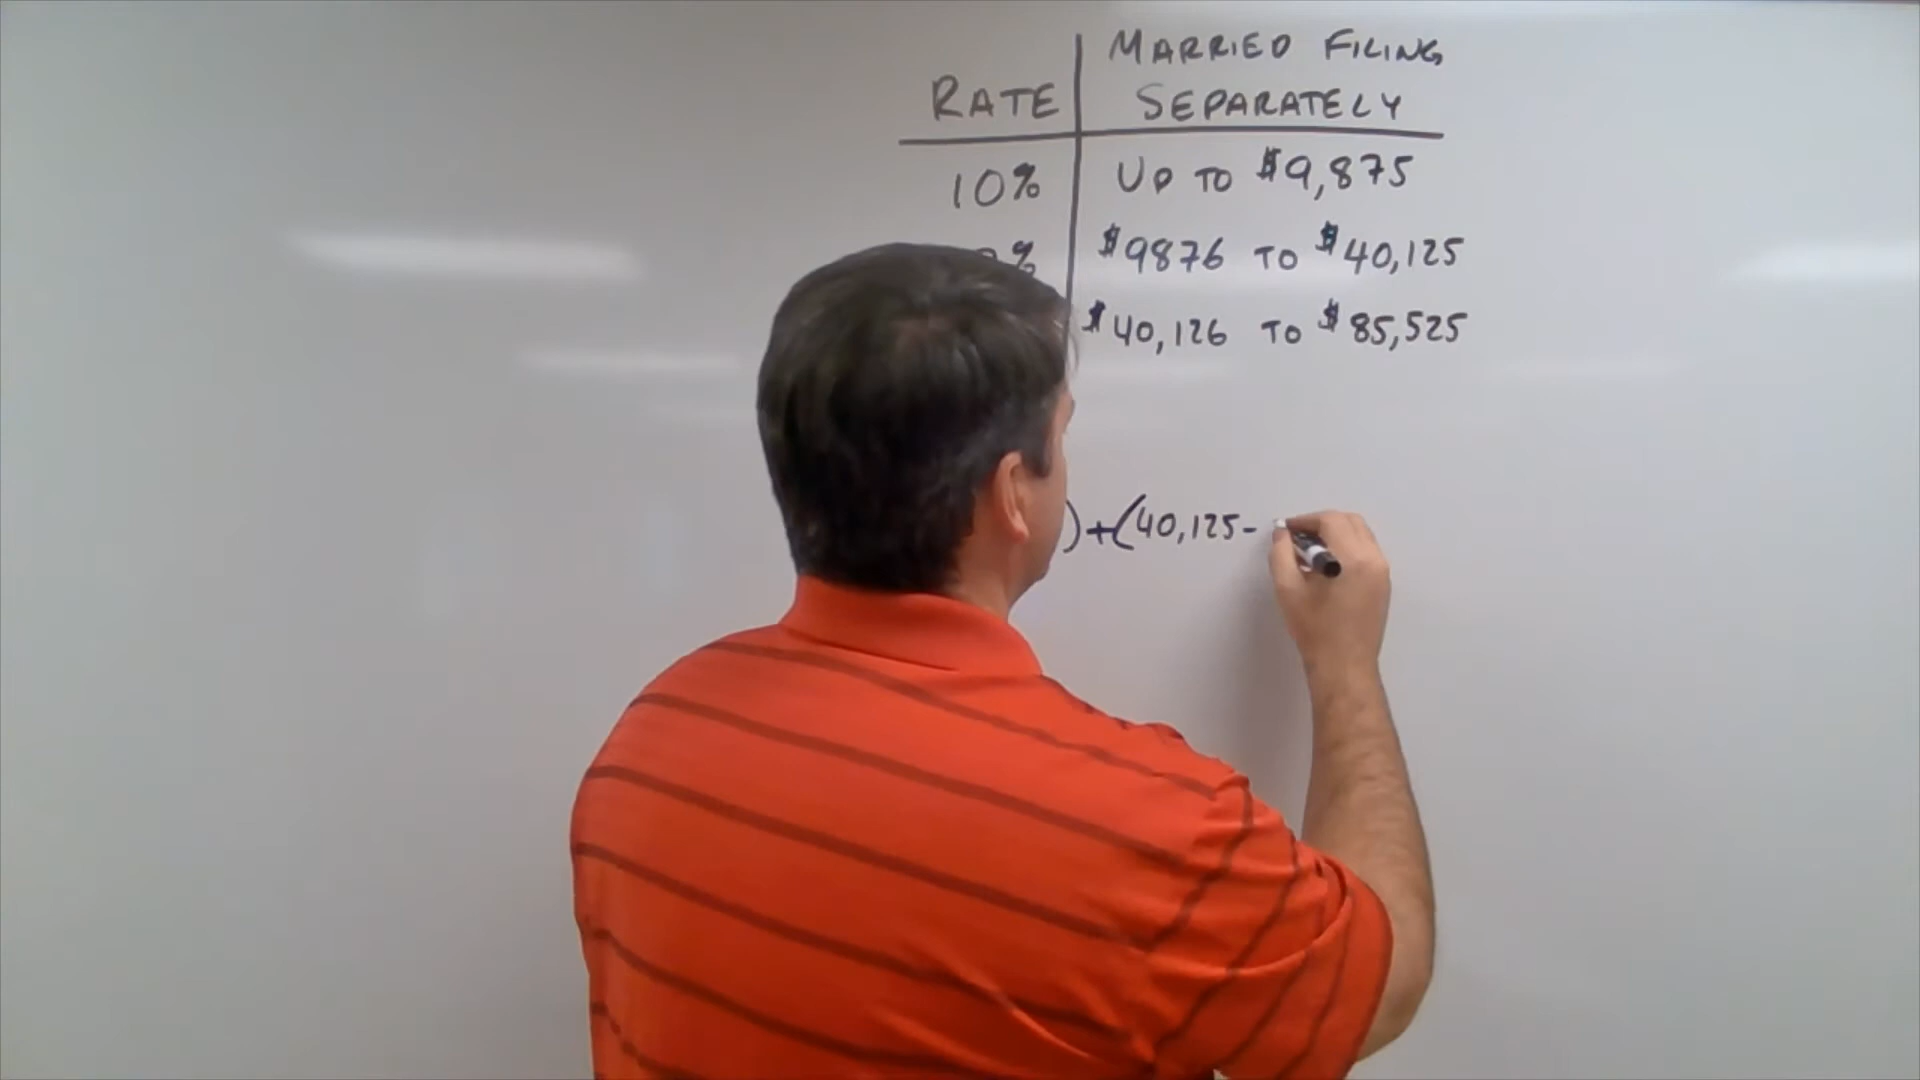 MARRIED FILING
RATE SEPARATELY
10% UP TO $9,875
% $9876 TO $40,125
$40,126 TO $85,525
)+(40,125-